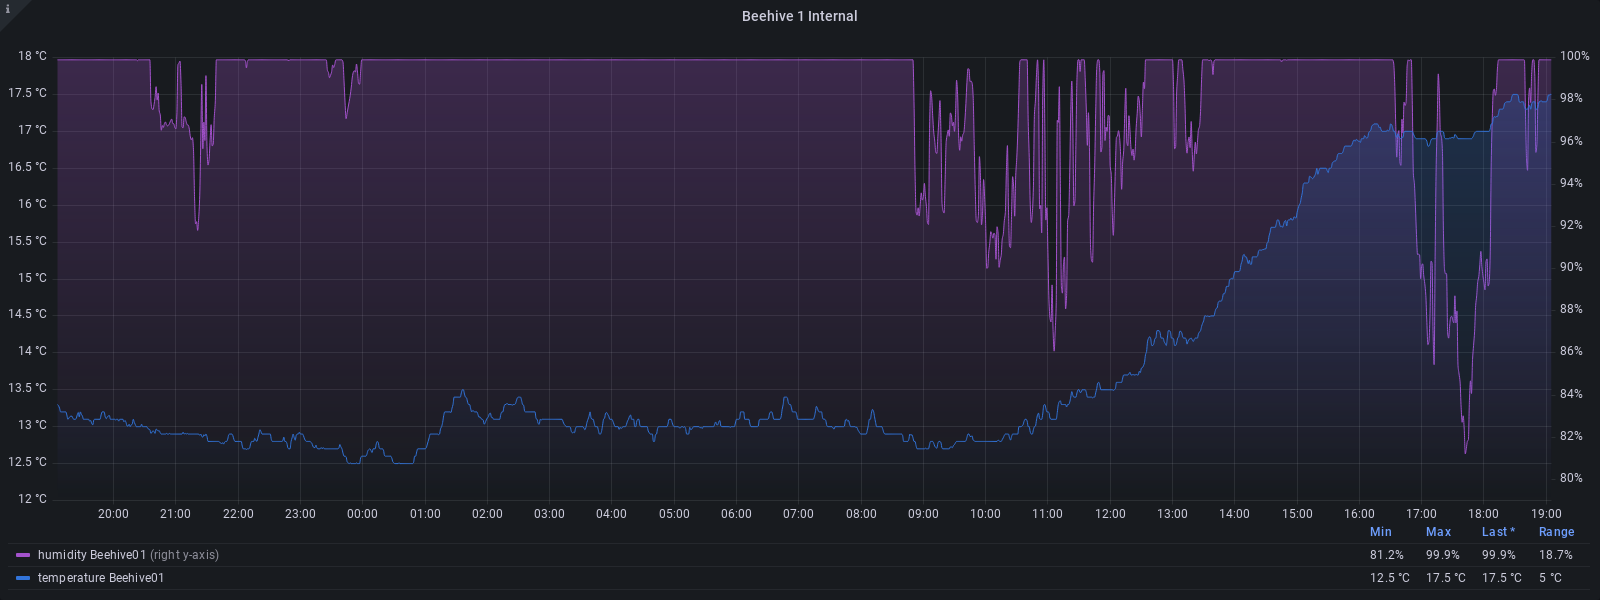 i
Beehive 1 Internal
18 °C
17.5 °C
17 °C
16.5 °C
16 °C
15.5 °C
15 °C
14.5 °C
14 °C
13.5 °C
13 °C
12.5 °C
12 °C
100%
98%
96%
94%
92%
90%
88%
86%
84%
82%
80%
20:00 21:00 22:00 23:00 00:00 01:00 02:00 03:00 04:00 05:00 06:00 07:00 08:00 09:00 10:00 11:00 12:00 13:00 14:00 15:00 16:00 17:00 18:00 19:00
Min Max Last * Range
humidity Beehive01 (right y-axis) 81.2% 99.9% 99.9% 18.7%
temperature Beehive01 12.5 °C 17.5 °C 17.5 °C 5 °C